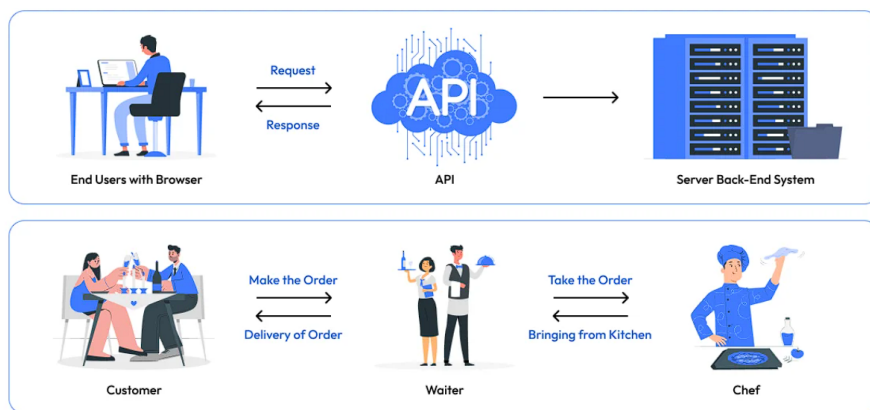 Request
API
Response
End Users with Browser
API
Server Back-End System
Make the Order
Take the Order
Delivery of Order
Bringing from Kitchen
Customer
Waiter
Chef